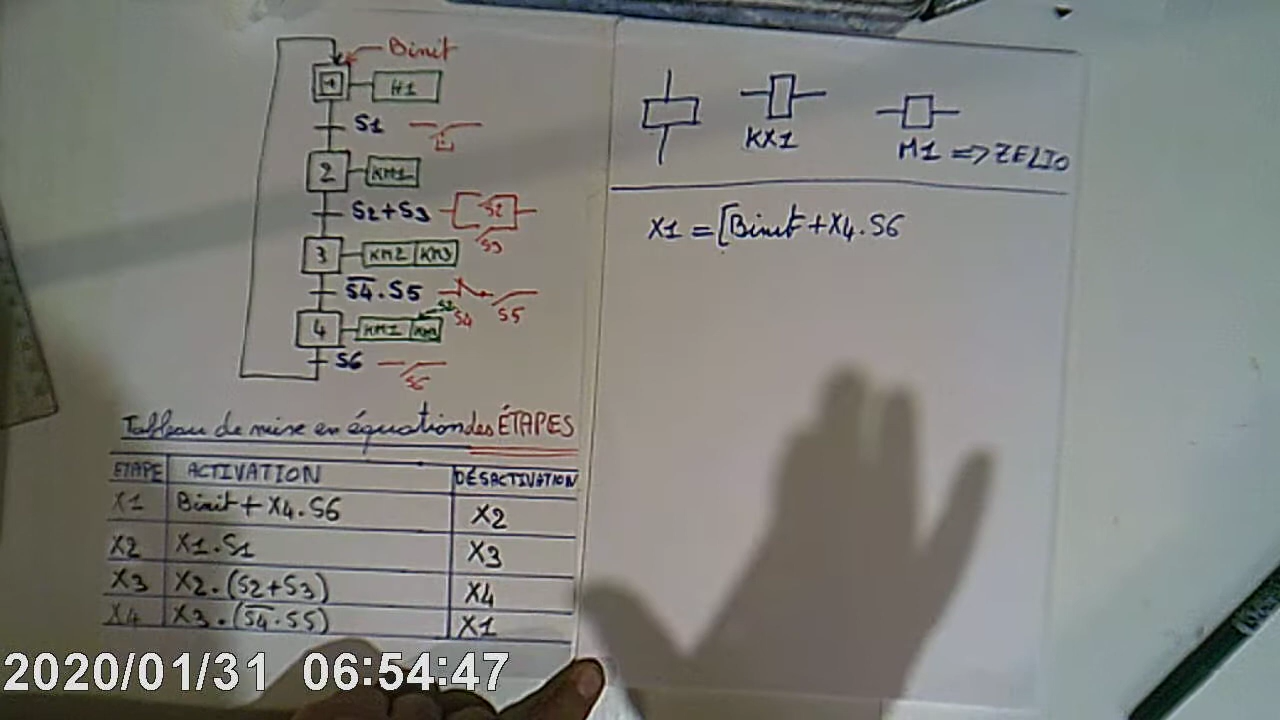 Binit
1 H1
S1
2 KM1
S2+S3 S2
S3
3 KM2 KM3
S4.S5 S4 S5
4 KM1 KM3
S6 S6
Tableau de mise en équation des ÉTAPES
ETAPE ACTIVATION DÉSACTIVATION
X1 Binit + X4.S6 X2
X2 X1.S1 X3
X3 X2.(S2+S3) X4
X4 X3.(S̅4̅.S5) X1
KX1
M1 => ZELIO
X1 = [Binit + X4.S6
2020/01/31 06:54:47